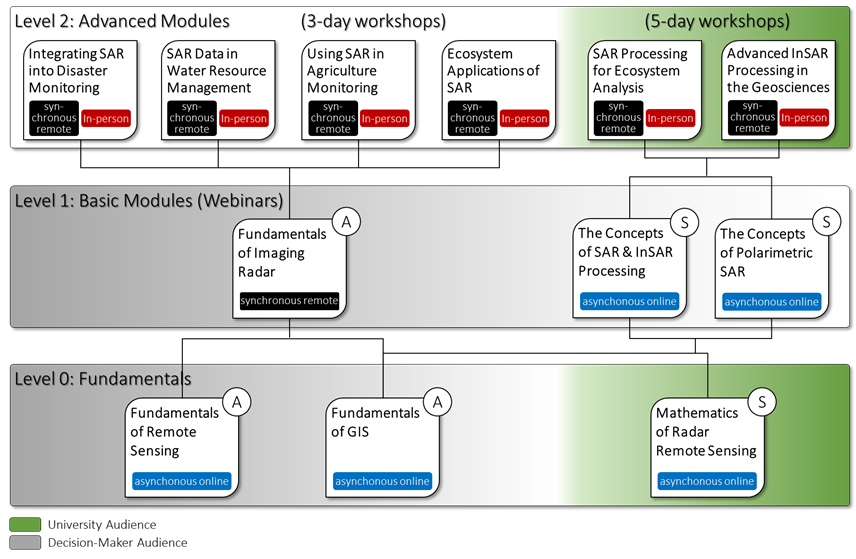 Level 2: Advanced Modules (3-day workshops) (5-day workshops)
Integrating SAR
into Disaster
Monitoring
syn-
chronous
remote
In-person
SAR Data in
Water Resource
Management
syn-
chronous
remote
In-person
Using SAR in
Agriculture
Monitoring
syn-
chronous
remote
In-person
Ecosystem
Applications of
SAR
syn-
chronous
remote
In-person
SAR Processing
for Ecosystem
Analysis
syn-
chronous
remote
In-person
Advanced InSAR
Processing in
the Geosciences
syn-
chronous
remote
In-person
Level 1: Basic Modules (Webinars)
A
Fundamentals
of Imaging
Radar
synchronous remote
S
The Concepts
of SAR & InSAR
Processing
asynchonous online
S
The Concepts
of Polarimetric
SAR
asynchonous online
Level 0: Fundamentals
A
Fundamentals
of Remote
Sensing
asynchonous online
A
Fundamentals
of GIS
asynchonous online
S
Mathematics
of Radar
Remote Sensing
asynchonous online
University Audience
Decision-Maker Audience